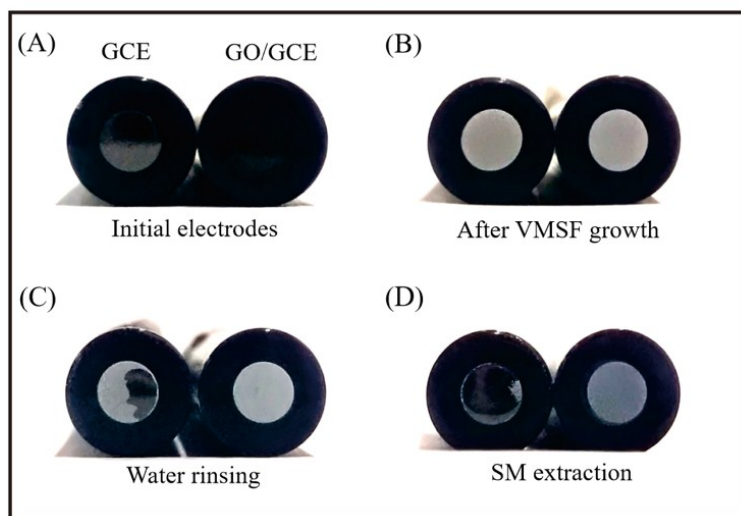 (A)
GCE
GO/GCE
Initial electrodes
(B)
After VMSF growth
(C)
Water rinsing
(D)
SM extraction